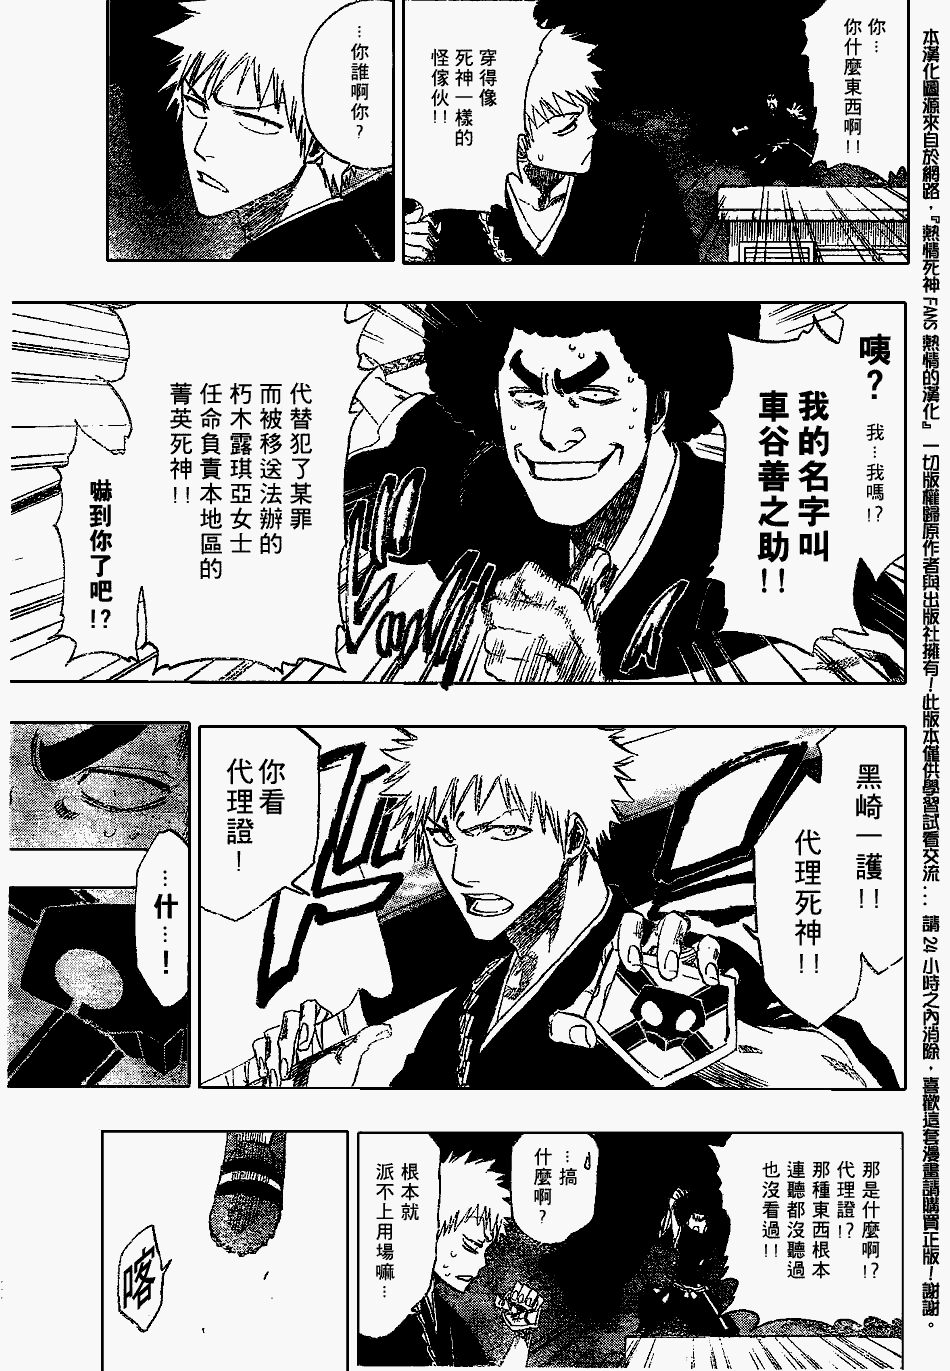 你…
你什麼東西啊!!
穿得像
死神一樣的
怪傢伙!!
…你誰啊你?
咦?
我…我嗎!?
我的名字叫
車谷善之助!!
代替犯了某罪
而被移送法辦的
朽木露琪亞女士
任命負責本地區的
菁英死神!!
嚇到你了吧!?
黑崎一護!!
代理死神!!
你看
代理證!
…什…!
那是什麼啊!?
代理證!?
那種東西根本
連聽都沒聽過
也沒看過!!
…搞
什麼啊?
根本就
派不上用場嘛…
喀
本漢化圖源來自於網路．『熱情死神 FANS 熱情的漢化』一切版權歸原作者與出版社擁有!此版本僅供學習試看交流...請24小時之內消除．喜歡這套漫畫請購買正版!謝謝。